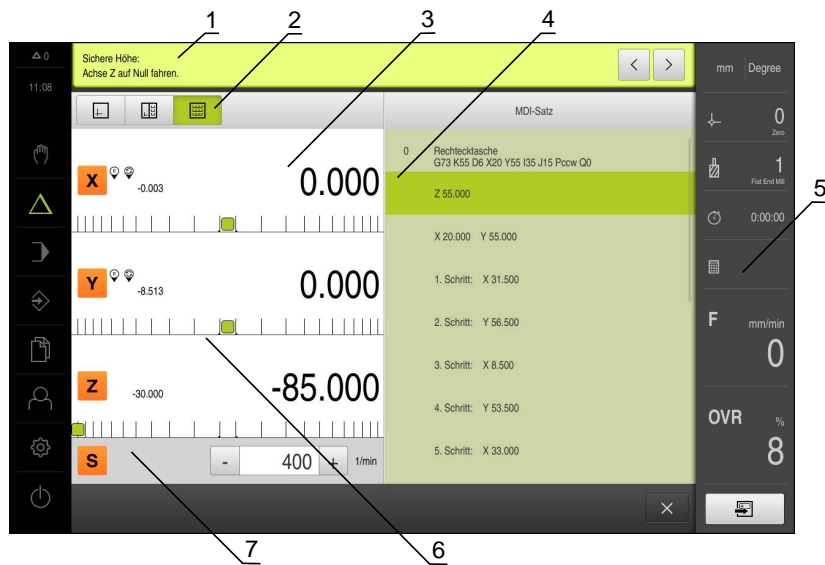 1
2
3
4
5
6
7
0
11:08
Sichere Höhe:
Achse Z auf Null fahren.
MDI-Satz
X
-0.003
0.000
Y
-8.513
0.000
Z
-30.000
-85.000
S
-
400
+
1/min
0 Rechtecktasche
G73 K55 D6 X20 Y55 I35 J15 Pccw Q0
Z 55.000
X 20.000 Y 55.000
1. Schritt: X 31.500
2. Schritt: Y 56.500
3. Schritt: X 8.500
4. Schritt: Y 53.500
5. Schritt: X 33.000
mm Degree
0
Zero
1
Flat End Mill
0:00:00
F mm/min
0
OVR %
8